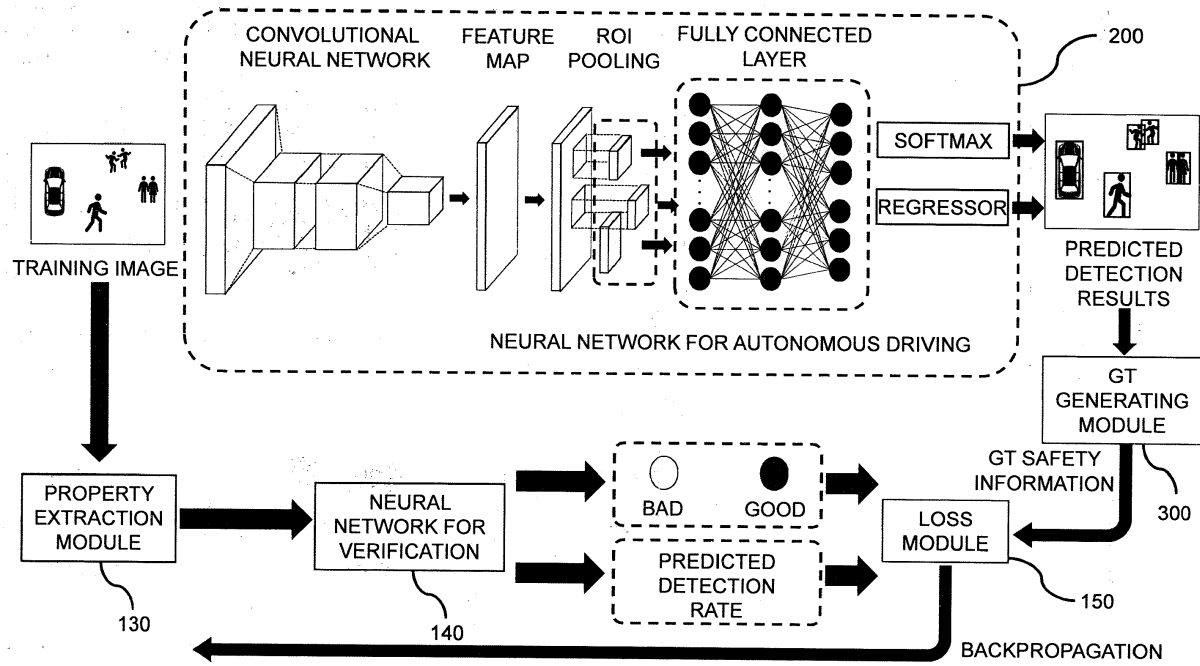 CONVOLUTIONAL
NEURAL NETWORK
FEATURE
MAP
ROI
POOLING
FULLY CONNECTED
LAYER
200
SOFTMAX
REGRESSOR
TRAINING IMAGE
PREDICTED
DETECTION
RESULTS
NEURAL NETWORK FOR AUTONOMOUS DRIVING
GT
GENERATING
MODULE
300
GT SAFETY
INFORMATION
PROPERTY
EXTRACTION
MODULE
130
NEURAL
NETWORK FOR
VERIFICATION
140
BAD
GOOD
PREDICTED
DETECTION
RATE
LOSS
MODULE
150
BACKPROPAGATION